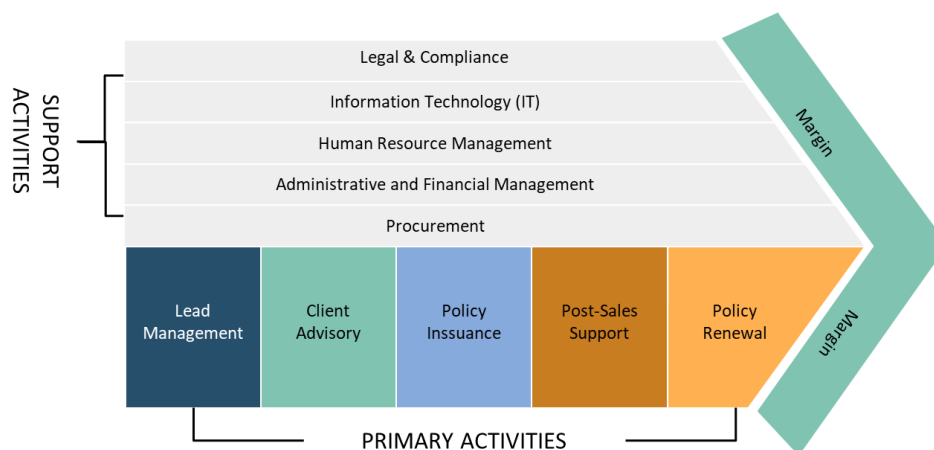 SUPPORT
ACTIVITIES
Legal & Compliance
Information Technology (IT)
Human Resource Management
Administrative and Financial Management
Procurement
Margin
Lead
Management
Client
Advisory
Policy
Inssuance
Post-Sales
Support
Policy
Renewal
Margin
PRIMARY ACTIVITIES